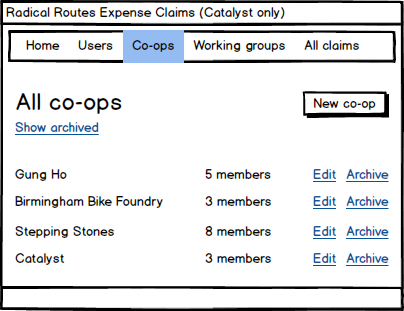 Radical Routes Expense Claims (Catalyst only)
Home Users Co-ops Working groups All claims
All co-ops New co-op
Show archived
Gung Ho 5 members Edit Archive
Birmingham Bike Foundry 3 members Edit Archive
Stepping Stones 8 members Edit Archive
Catalyst 3 members Edit Archive